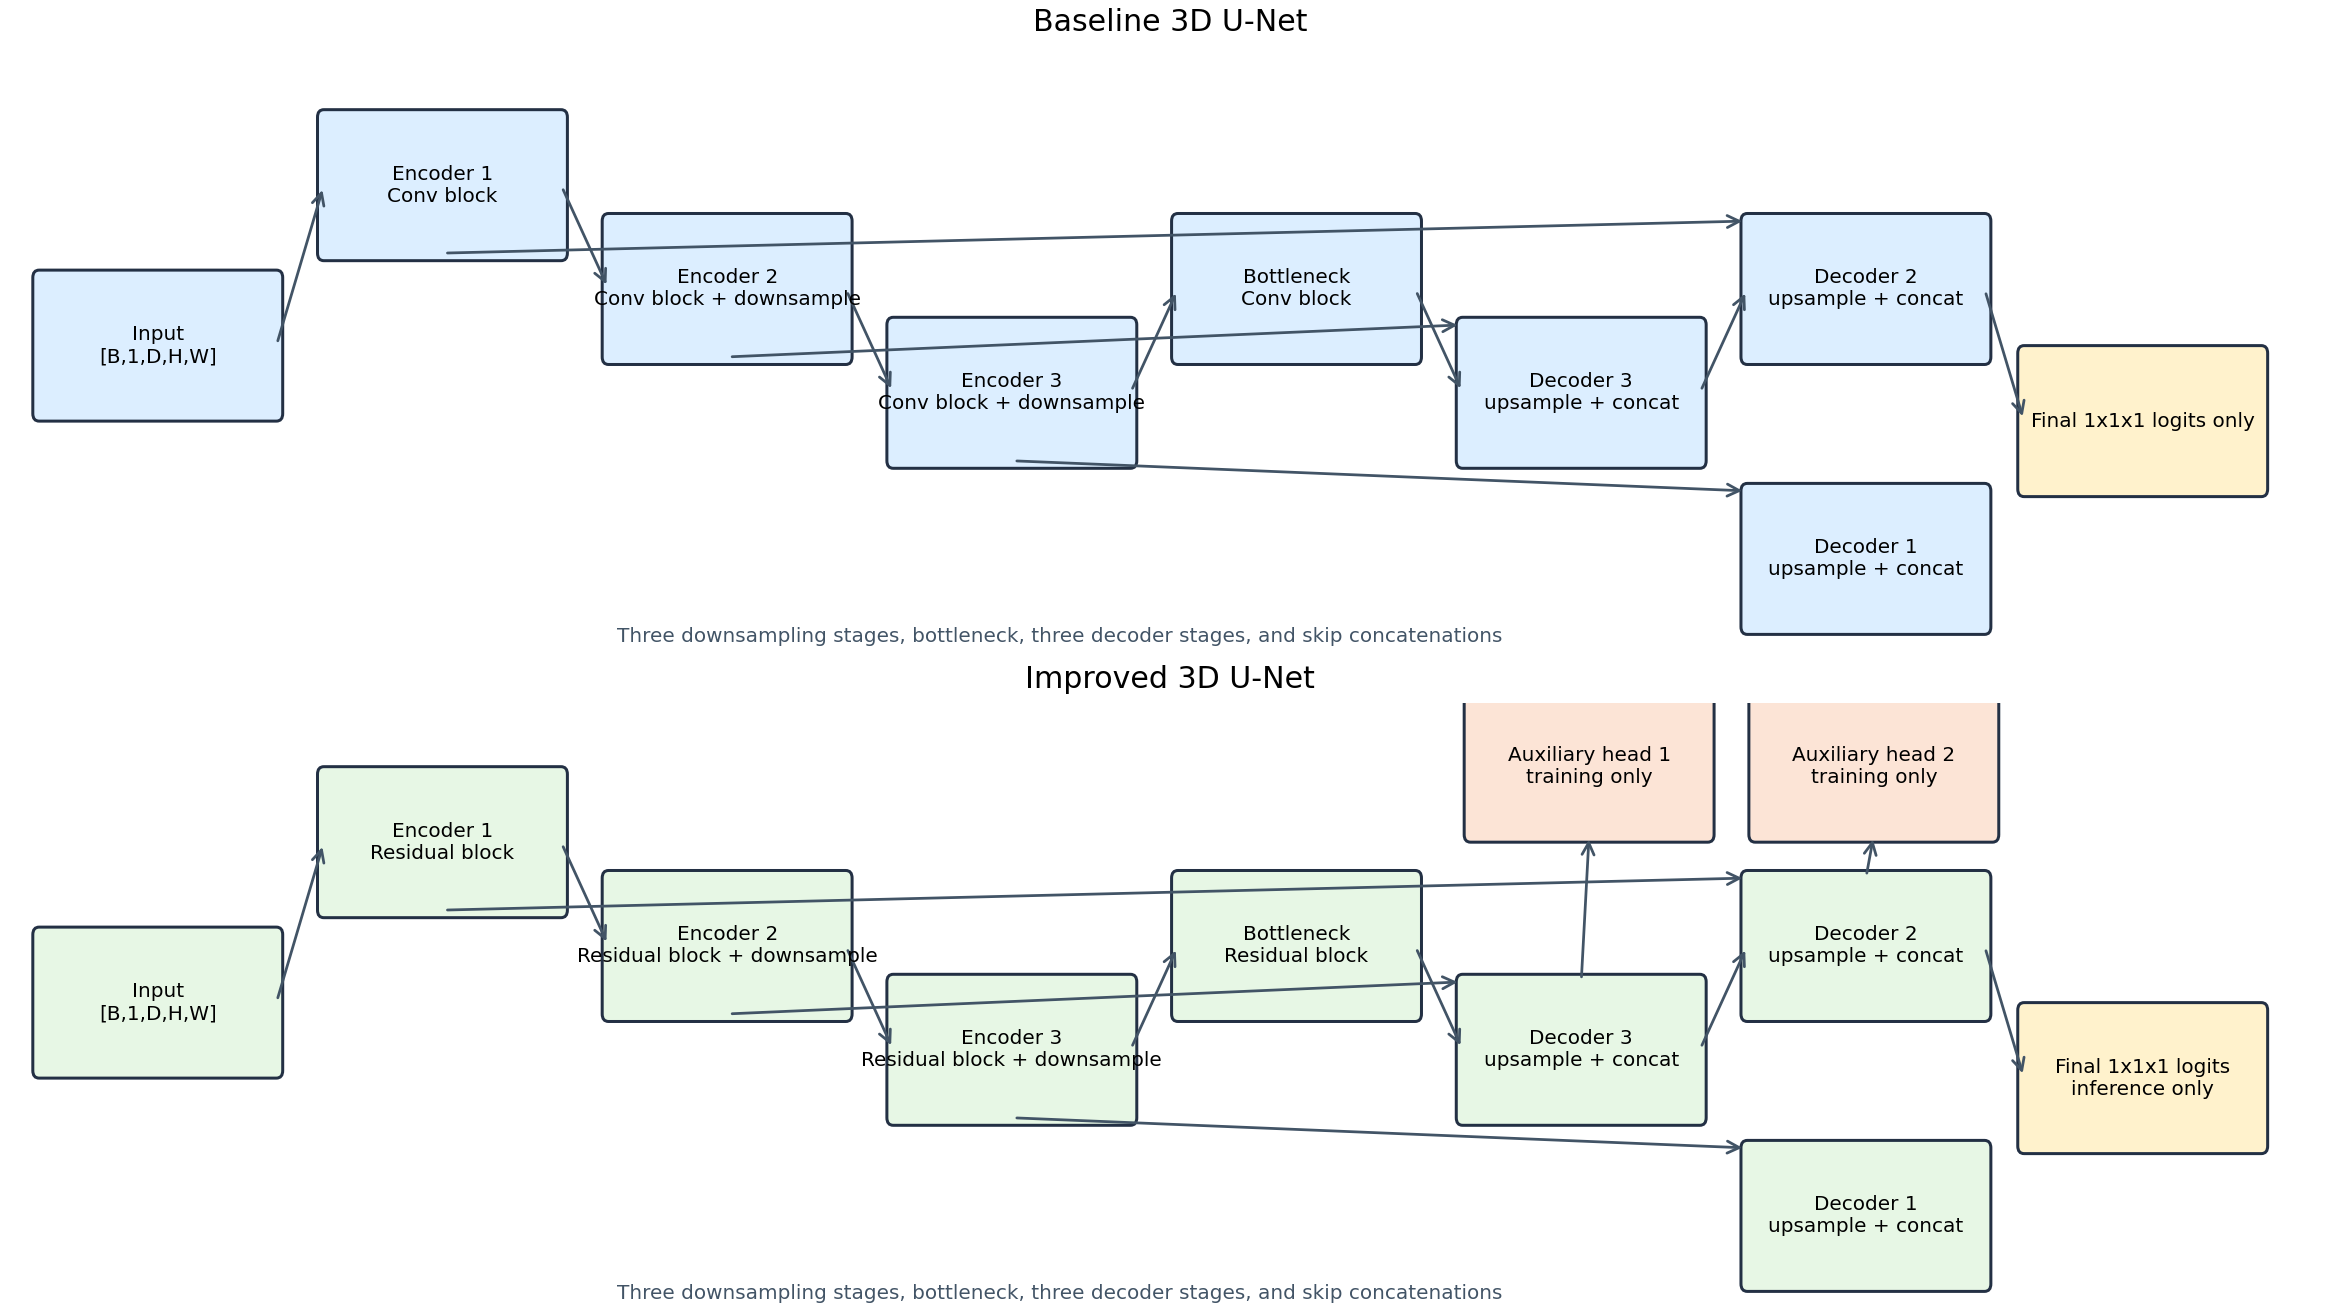 Baseline 3D U-Net
Input
[B,1,D,H,W]
Encoder 1
Conv block
Encoder 2
Conv block + downsample
Encoder 3
Conv block + downsample
Bottleneck
Conv block
Decoder 3
upsample + concat
Decoder 2
upsample + concat
Decoder 1
upsample + concat
Final 1x1x1 logits only
Three downsampling stages, bottleneck, three decoder stages, and skip concatenations
Improved 3D U-Net
Input
[B,1,D,H,W]
Encoder 1
Residual block
Encoder 2
Residual block + downsample
Encoder 3
Residual block + downsample
Bottleneck
Residual block
Decoder 3
upsample + concat
Auxiliary head 1
training only
Auxiliary head 2
training only
Decoder 2
upsample + concat
Decoder 1
upsample + concat
Final 1x1x1 logits
inference only
Three downsampling stages, bottleneck, three decoder stages, and skip concatenations